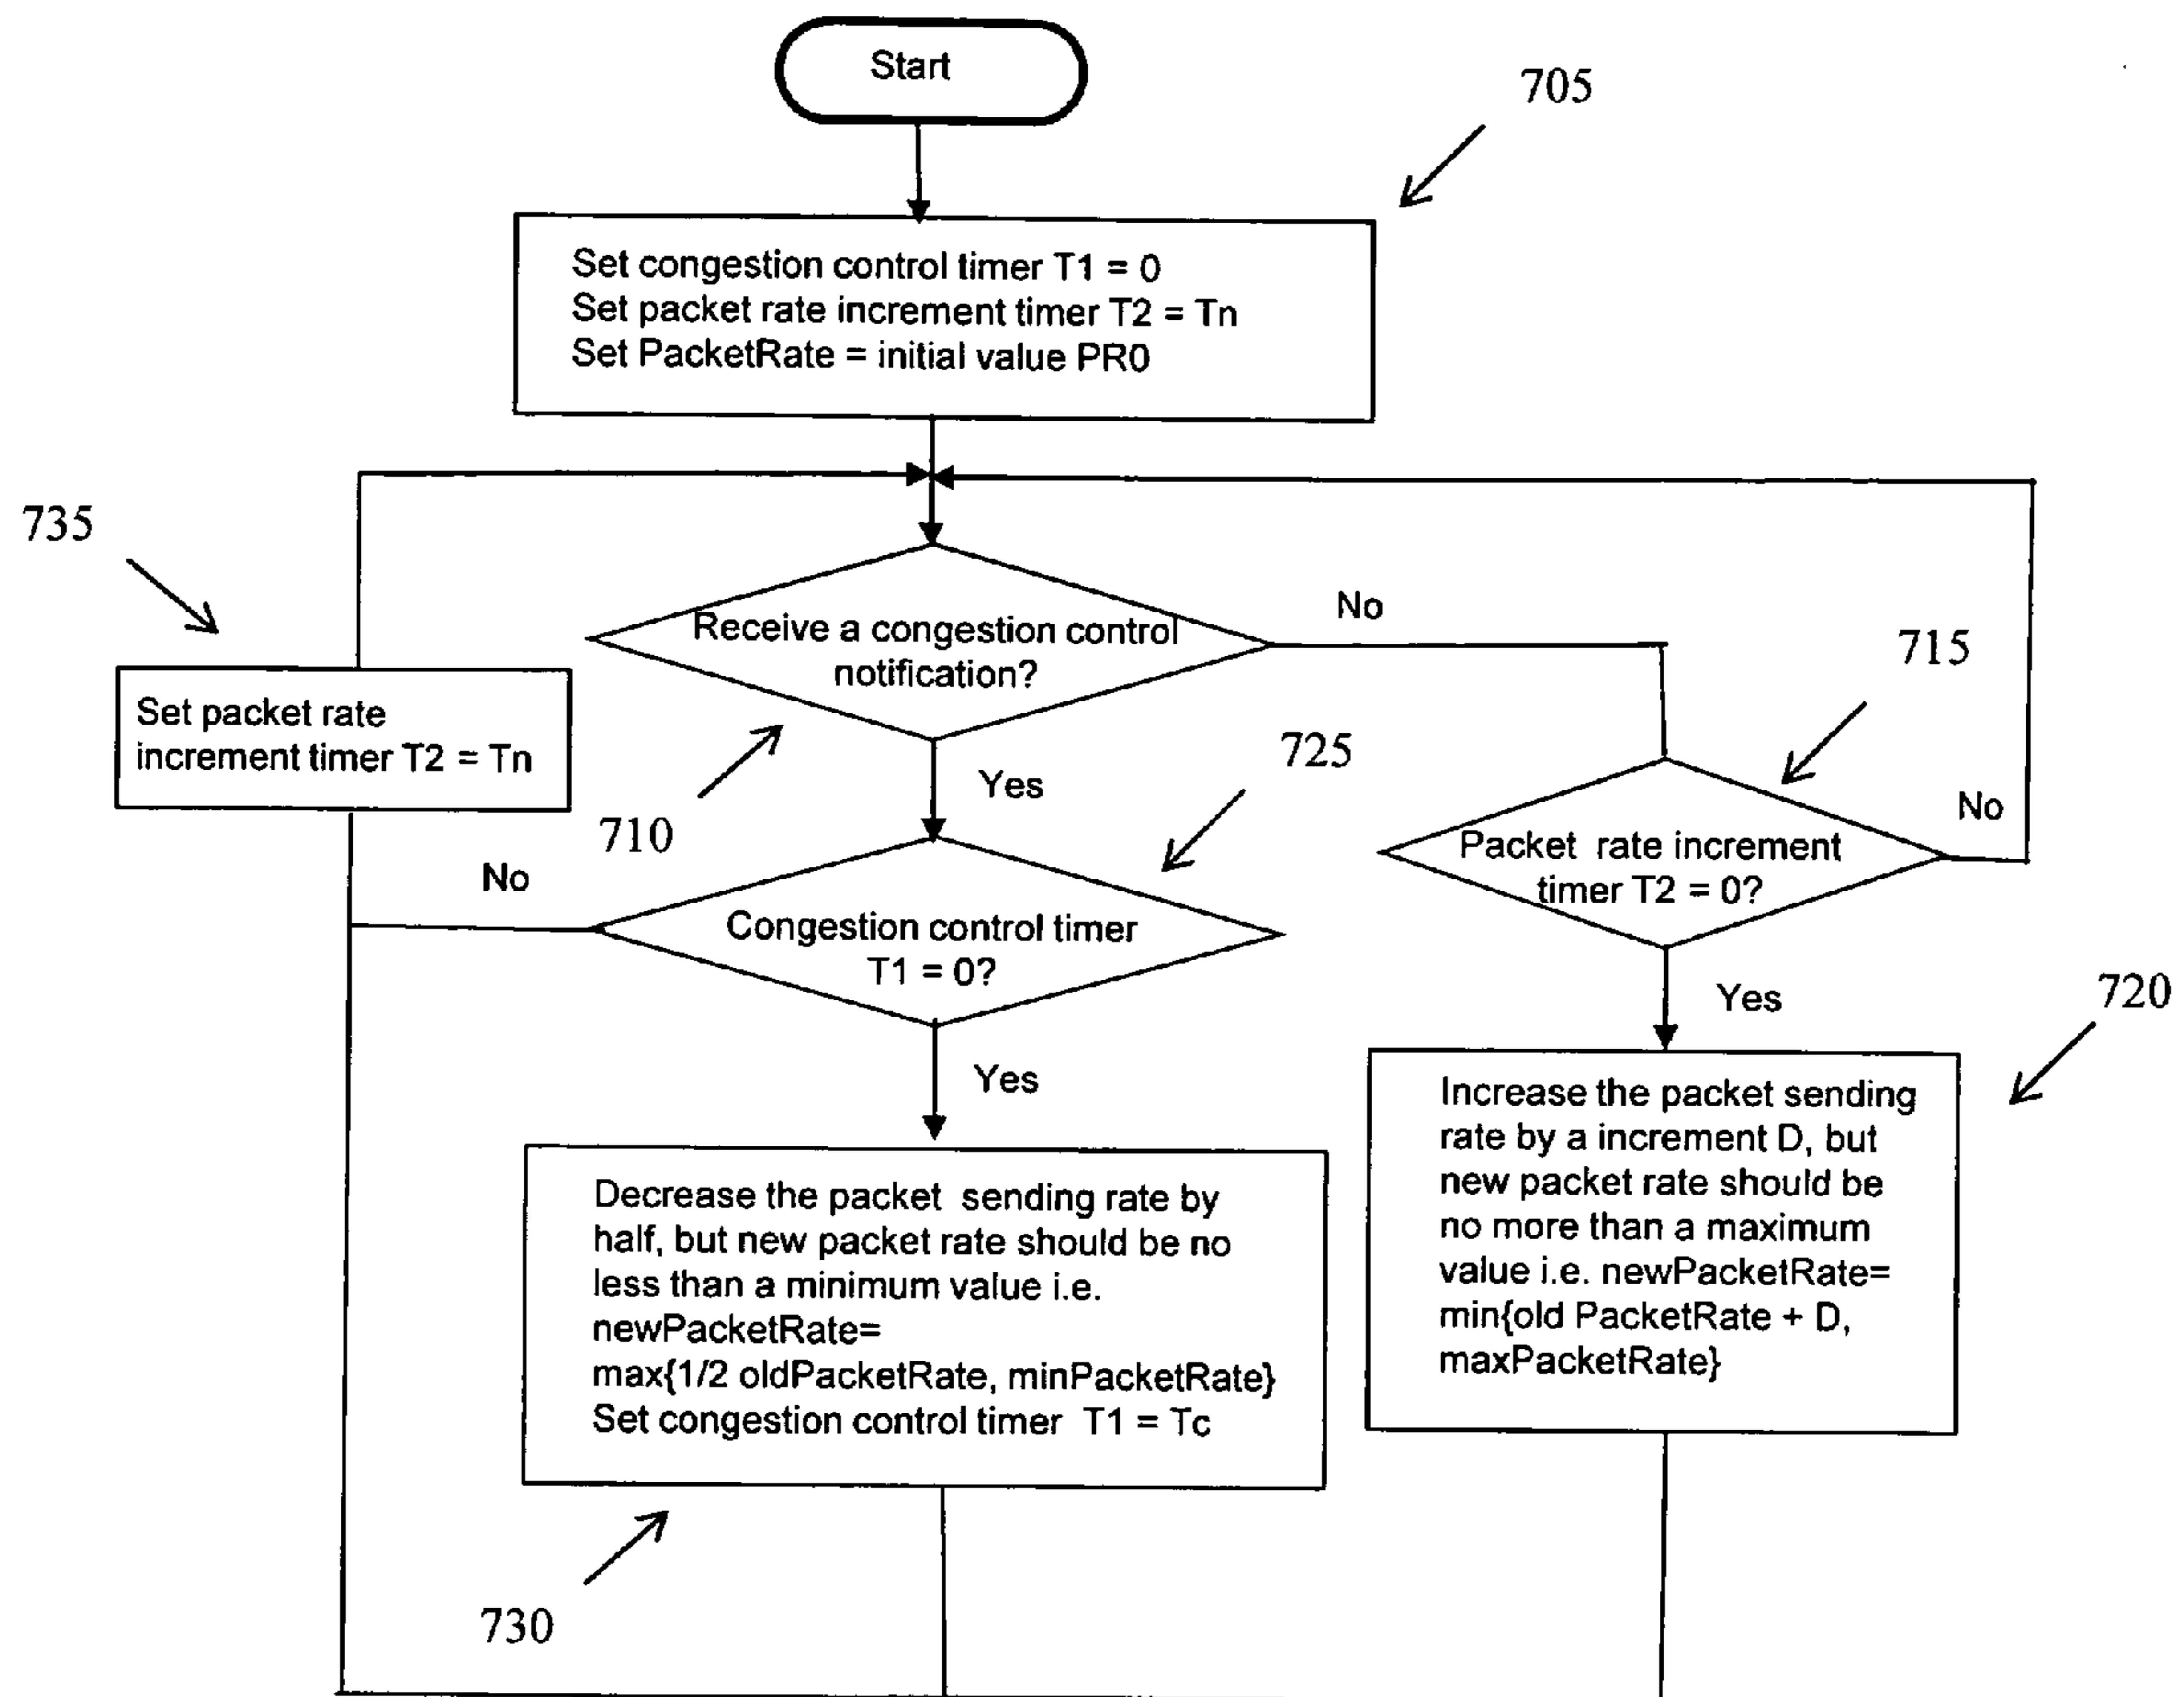 Start
705
Set congestion control timer T1 = 0
Set packet rate increment timer T2 = Tn
Set PacketRate = initial value PR0
735
Receive a congestion control
notification?
No
715
Set packet rate
increment timer T2 = Tn
710
Yes
725
No
Packet rate increment
timer T2 = 0?
No
Congestion control timer
T1 = 0?
Yes
720
Yes
Decrease the packet sending rate by
half, but new packet rate should be no
less than a minimum value i.e.
newPacketRate=
max{1/2 oldPacketRate, minPacketRate}
Set congestion control timer T1 = Tc
Increase the packet sending
rate by a increment D, but
new packet rate should be
no more than a maximum
value i.e. newPacketRate=
min{old PacketRate + D,
maxPacketRate}
730